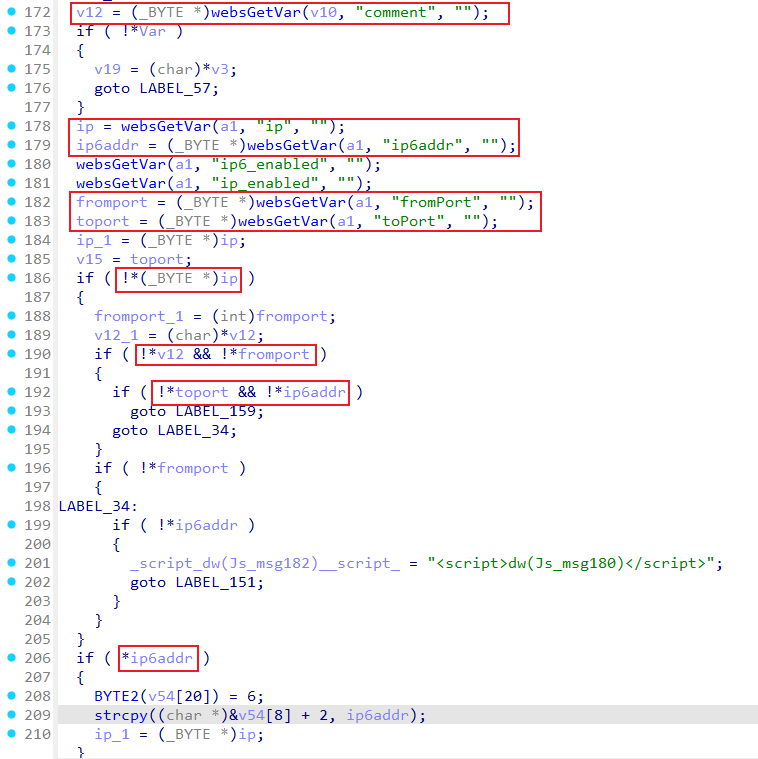 172 v12 = (_BYTE *)websGetVar(v10, "comment", "");
173 if ( !*Var )
174 {
175 v19 = (char)*v3;
176 goto LABEL_57;
177 }
178 ip = websGetVar(a1, "ip", "");
179 ip6addr = (_BYTE *)websGetVar(a1, "ip6addr", "");
180 websGetVar(a1, "ip6_enabled", "");
181 websGetVar(a1, "ip_enabled", "");
182 fromport = (_BYTE *)websGetVar(a1, "fromPort", "");
183 toport = (_BYTE *)websGetVar(a1, "toPort", "");
184 ip_1 = (_BYTE *)ip;
185 v15 = toport;
186 if ( !*(_BYTE *)ip )
187 {
188 fromport_1 = (int)fromport;
189 v12_1 = (char)*v12;
190 if ( !*v12 && !*fromport )
191 {
192 if ( !*toport && !*ip6addr )
193 goto LABEL_159;
194 goto LABEL_34;
195 }
196 if ( !*fromport )
197 {
198 LABEL_34:
199 if ( !*ip6addr )
200 {
201 _script_dw(Js_msg182)__script_ = "<script>dw(Js_msg180)</script>";
202 goto LABEL_151;
203 }
204 }
205 }
206 if ( *ip6addr )
207 {
208 BYTE2(v54[20]) = 6;
209 strcpy((char *)&v54[8] + 2, ip6addr);
210 ip_1 = (_BYTE *)ip;
}